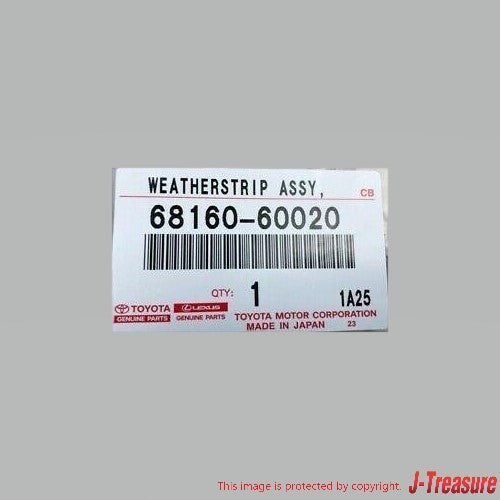 WEATHERSTRIP ASSY,
CB
68160-60020
QTY: 1 1A25
TOYOTA LEXUS TOYOTA MOTOR CORPORATION
GENUINE PARTS GENUINE PARTS MADE IN JAPAN 23
This image is protected by copyright. J-Treasure